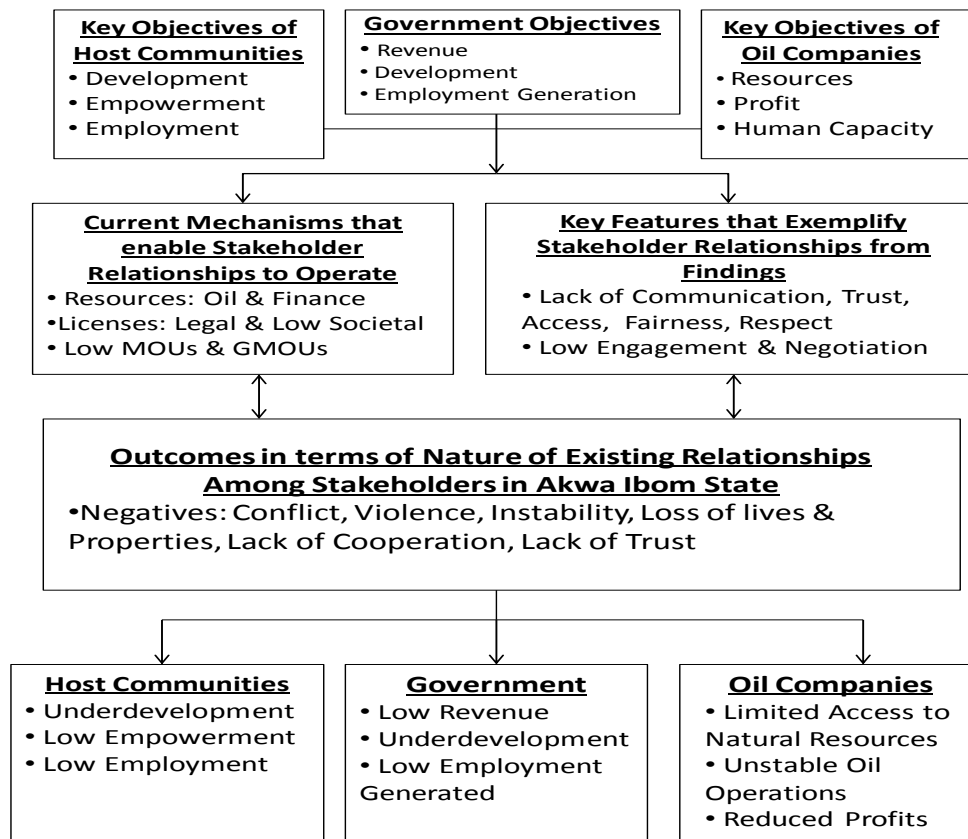 Key Objectives of
Host Communities
• Development
• Empowerment
• Employment
Government Objectives
• Revenue
• Development
• Employment Generation
Key Objectives of
Oil Companies
• Resources
• Profit
• Human Capacity
Current Mechanisms that
enable Stakeholder
Relationships to Operate
• Resources: Oil & Finance
•Licenses: Legal & Low Societal
• Low MOUs & GMOUs
Key Features that Exemplify
Stakeholder Relationships from
Findings
• Lack of Communication, Trust,
Access, Fairness, Respect
• Low Engagement & Negotiation
Outcomes in terms of Nature of Existing Relationships
Among Stakeholders in Akwa Ibom State
•Negatives: Conflict, Violence, Instability, Loss of lives &
Properties, Lack of Cooperation, Lack of Trust
Host Communities
• Underdevelopment
• Low Empowerment
• Low Employment
Government
• Low Revenue
• Underdevelopment
• Low Employment
Generated
Oil Companies
• Limited Access to
Natural Resources
• Unstable Oil
Operations
• Reduced Profits